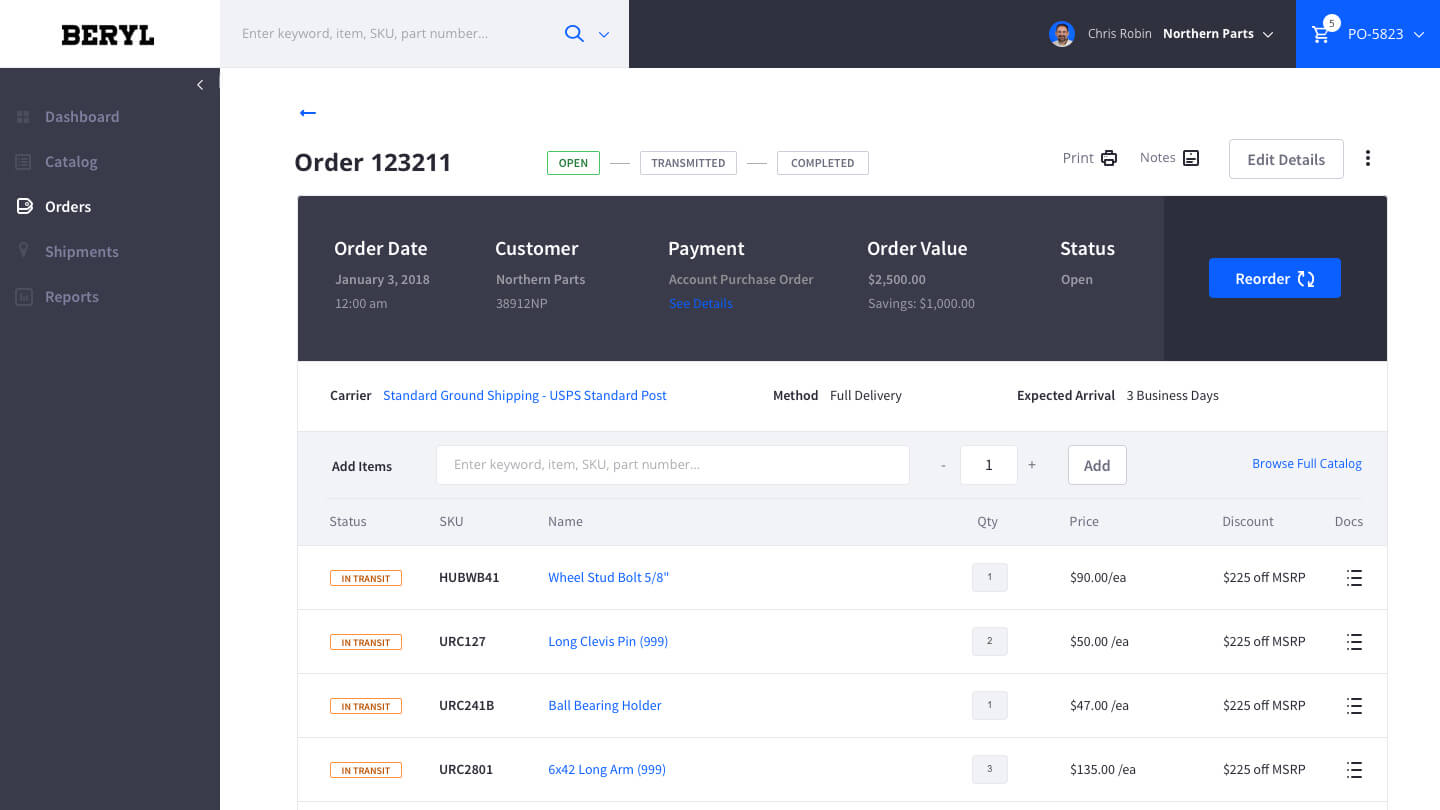 BERYL
Enter keyword, item, SKU, part number...
Chris Robin Northern Parts
5
PO-5823
Dashboard
Catalog
Orders
Shipments
Reports
Order 123211
OPEN
TRANSMITTED
COMPLETED
Print
Notes
Edit Details
Order Date
January 3, 2018
12:00 am
Customer
Northern Parts
38912NP
Payment
Account Purchase Order
See Details
Order Value
$2,500.00
Savings: $1,000.00
Status
Open
Reorder
Carrier Standard Ground Shipping - USPS Standard Post
Method Full Delivery
Expected Arrival 3 Business Days
Add Items
Enter keyword, item, SKU, part number...
- 1 +
Add
Browse Full Catalog
Status SKU Name Qty Price Discount Docs
IN TRANSIT HUBWB41 Wheel Stud Bolt 5/8" 1 $90.00/ea $225 off MSRP
IN TRANSIT URC127 Long Clevis Pin (999) 2 $50.00 /ea $225 off MSRP
IN TRANSIT URC241B Ball Bearing Holder 1 $47.00 /ea $225 off MSRP
IN TRANSIT URC2801 6x42 Long Arm (999) 3 $135.00 /ea $225 off MSRP